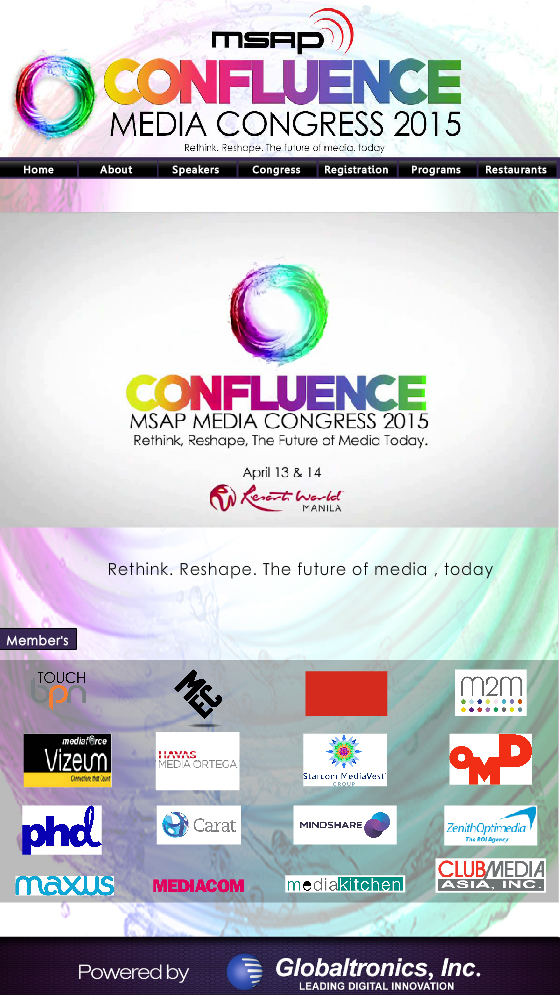 msap
CONFLUENCE
MEDIA CONGRESS 2015
Rethink. Reshape. The future of media, today
Home About Speakers Congress Registration Programs Restaurants
CONFLUENCE
MSAP MEDIA CONGRESS 2015
Rethink, Reshape, The Future of Media Today.
April 13 & 14
Resorts World
MANILA
Rethink. Reshape. The future of media , today
Member's
TOUCH
bpn
MEC
m2m
mediaforce
Vizeum
Connections that Count
HAVAS
MEDIA ORTEGA
Starcom MediaVest
GROUP
OMD
phd
Carat
MINDSHARE
ZenithOptimedia
The ROI Agency
maxus
MEDIACOM
mediakitchen
CLUBMEDIA
ASIA, INC.
Powered by
Globaltronics, Inc.
LEADING DIGITAL INNOVATION